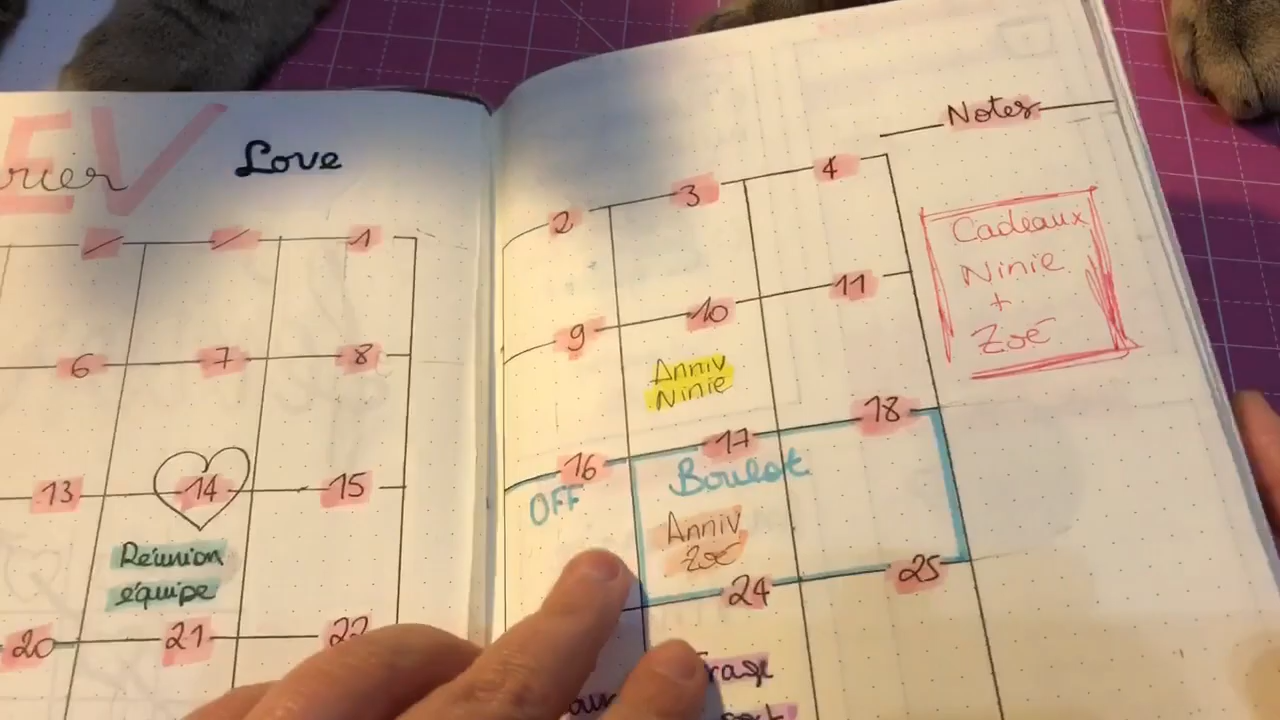 EV
Love
1
6
7
8
13
14
15
Réunion
équipe
20
21
22
Notes
2
3
4
Cadeaux
Ninie
+
Zoé
9
10
11
Anniv
Ninie
16
17
18
OFF
Boulot
Anniv
Zoé
24
25